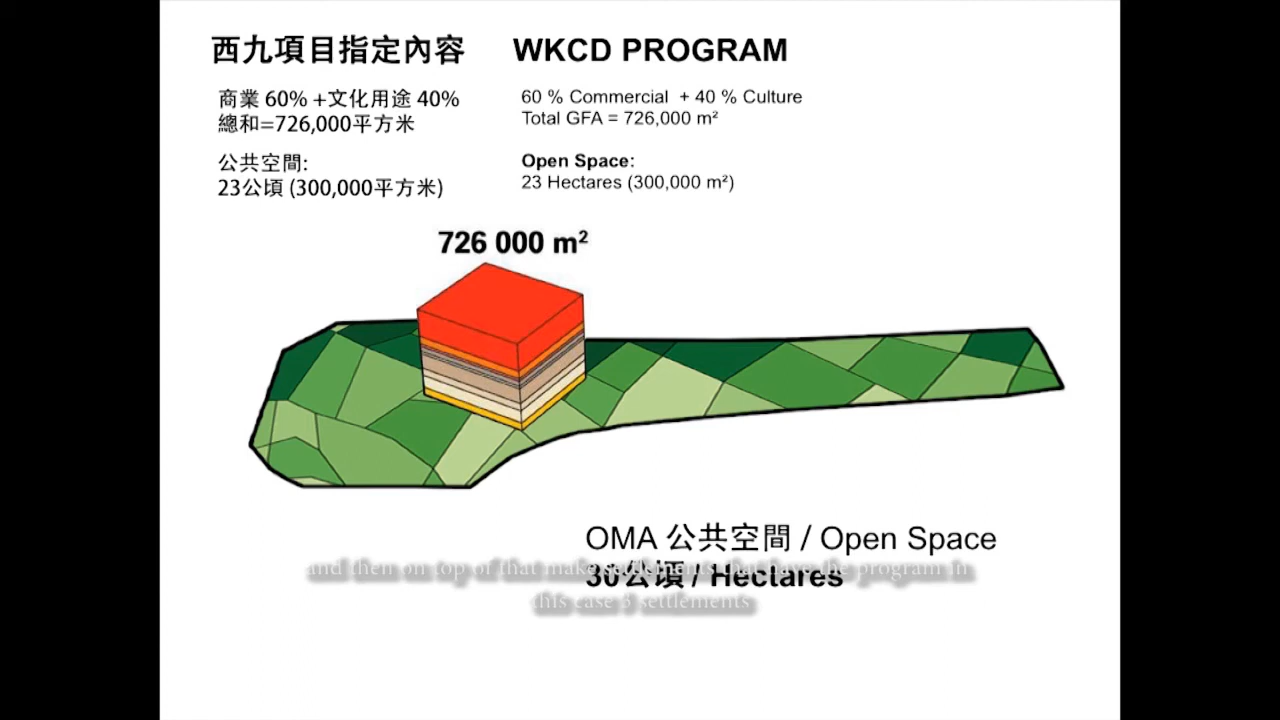 西九項目指定內容
WKCD PROGRAM
商業 60% +文化用途 40%
總和=726,000平方米
60 % Commercial + 40 % Culture
Total GFA = 726,000 m²
公共空間:
23公頃 (300,000平方米)
Open Space:
23 Hectares (300,000 m²)
726 000 m²
OMA 公共空間 / Open Space
30公頃 / Hectares
and then on top of that make settlements that have the program in
this case 3 settlements